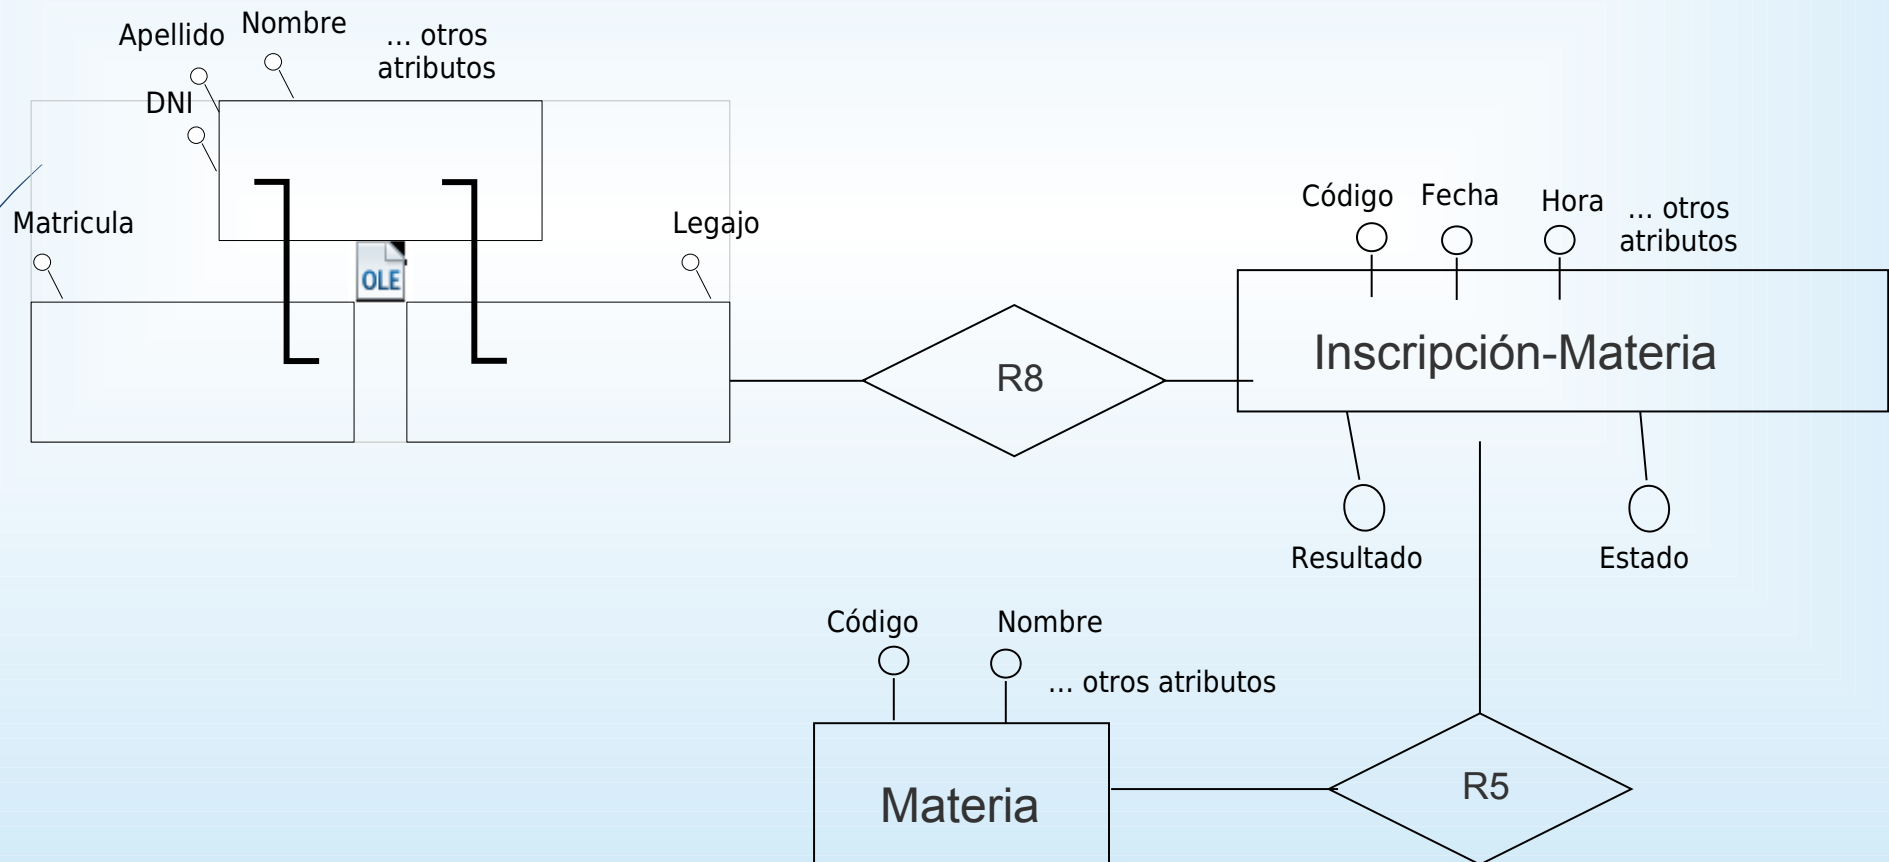 Nombre
Apellido
... otros
atributos
DNI
Matricula
Legajo
OLE
R8
Código
Fecha
Hora
... otros
atributos
Inscripción-Materia
Resultado
Estado
Código
Nombre
... otros atributos
Materia
R5